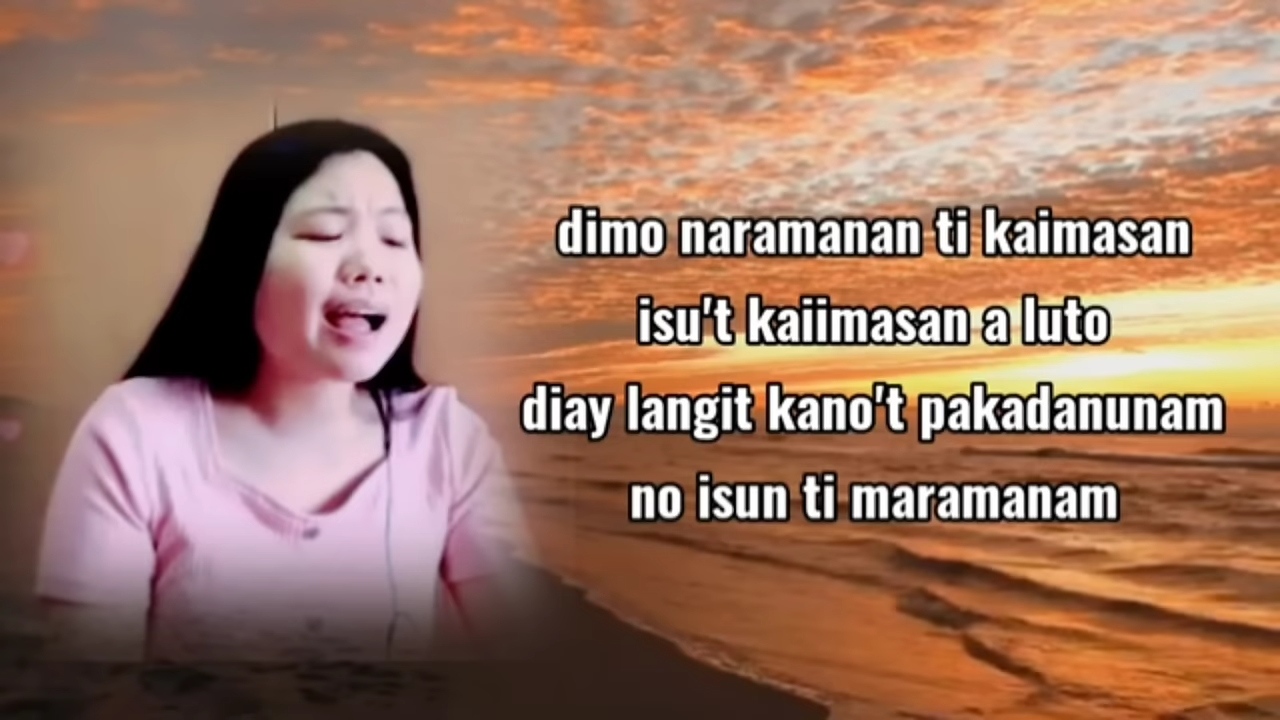 dimo naramanan ti kaimasan
isu't kaiimasan a luto
diay langit kano't pakadanunam
no isun ti maramanam